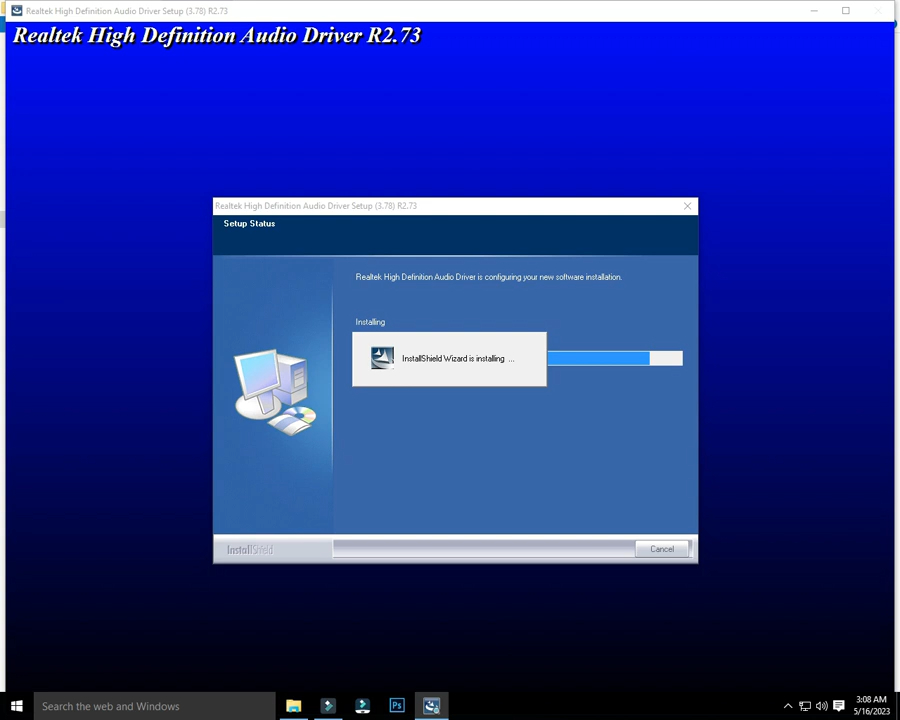 Realtek High Definition Audio Driver Setup (3.78) R2.73
Realtek High Definition Audio Driver R2.73
Realtek High Definition Audio Driver Setup (3.78) R2.73
Setup Status
Realtek High Definition Audio Driver is configuring your new software installation.
Installing
InstallShield Wizard is installing ...
InstallShield
Cancel
Search the web and Windows
Ps
3:08 AM
5/16/2023